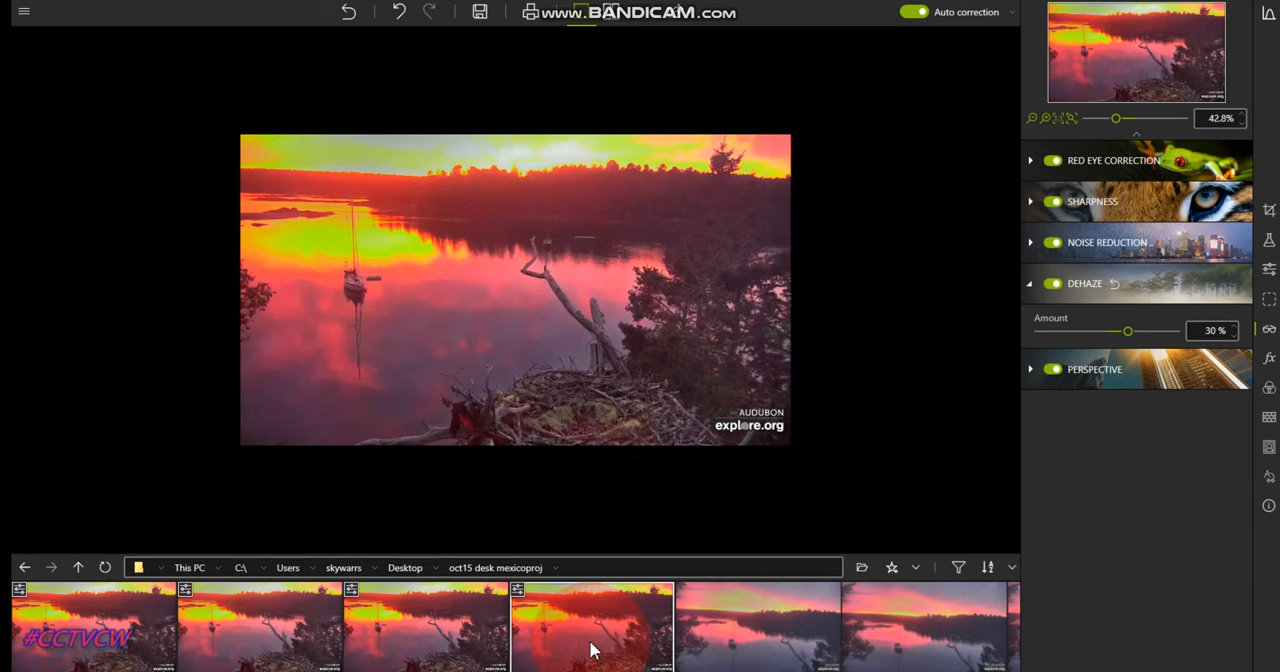 www.BANDICAM.com
Auto correction
42.8%
RED EYE CORRECTION
SHARPNESS
NOISE REDUCTION
DEHAZE
Amount
30 %
PERSPECTIVE
AUDUBON
explore.org
This PC C:\ Users skywarrs Desktop oct15 desk mexicoproj
#CCTVCW